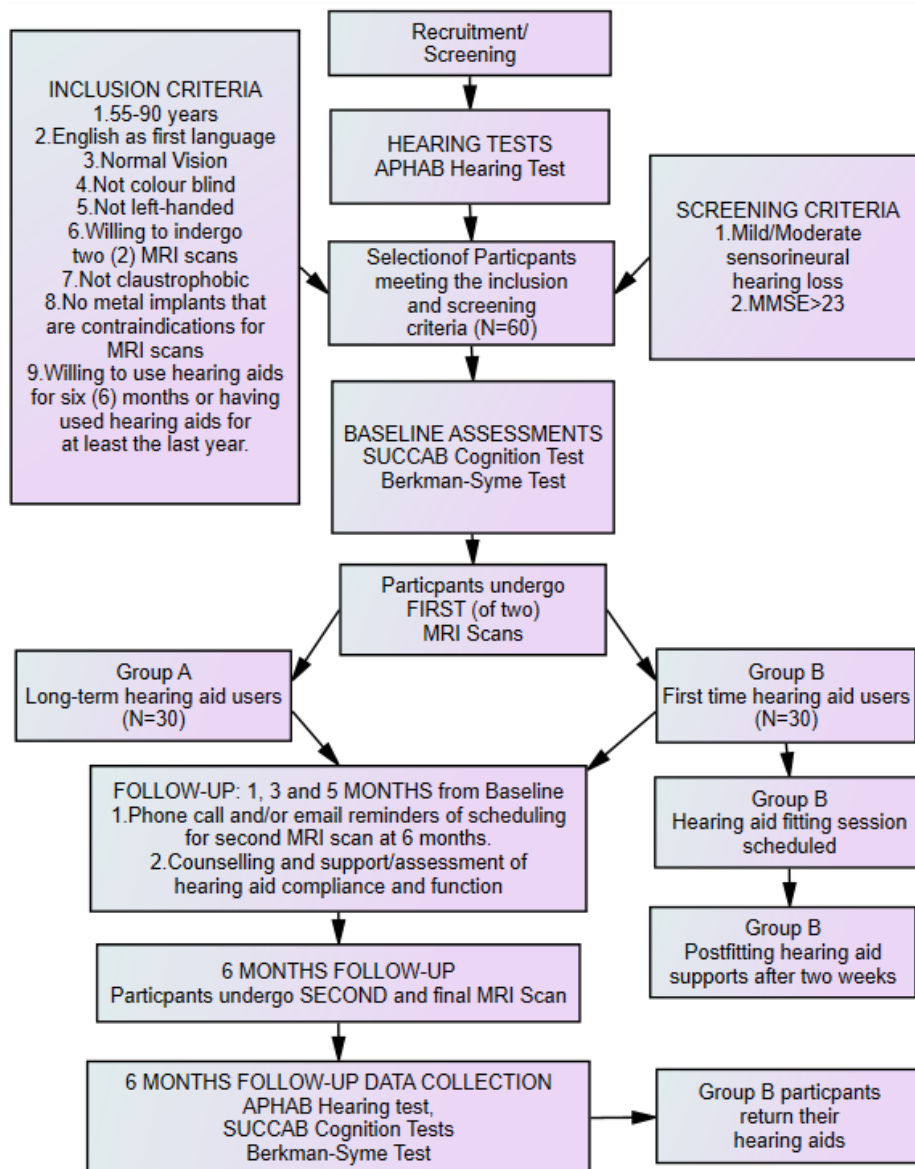 Recruitment/
Screening
INCLUSION CRITERIA
1.55-90 years
2.English as first language
3.Normal Vision
4.Not colour blind
5.Not left-handed
6.Willing to indergo
two (2) MRI scans
7.Not claustrophobic
8.No metal implants that
are contraindications for
MRI scans
9.Willing to use hearing aids
for six (6) months or having
used hearing aids for
at least the last year.
HEARING TESTS
APHAB Hearing Test
SCREENING CRITERIA
1.Mild/Moderate
sensorineural
hearing loss
2.MMSE>23
Selectionof Particpants
meeting the inclusion
and screening
criteria (N=60)
BASELINE ASSESSMENTS
SUCCAB Cognition Test
Berkman-Syme Test
Particpants undergo
FIRST (of two)
MRI Scans
Group A
Long-term hearing aid users
(N=30)
Group B
First time hearing aid users
(N=30)
FOLLOW-UP: 1, 3 and 5 MONTHS from Baseline
1.Phone call and/or email reminders of scheduling
for second MRI scan at 6 months.
2.Counselling and support/assessment of
hearing aid compliance and function
Group B
Hearing aid fitting session
scheduled
Group B
Postfitting hearing aid
supports after two weeks
6 MONTHS FOLLOW-UP
Particpants undergo SECOND and final MRI Scan
6 MONTHS FOLLOW-UP DATA COLLECTION
APHAB Hearing test,
SUCCAB Cognition Tests
Berkman-Syme Test
Group B particpants
return their
hearing aids